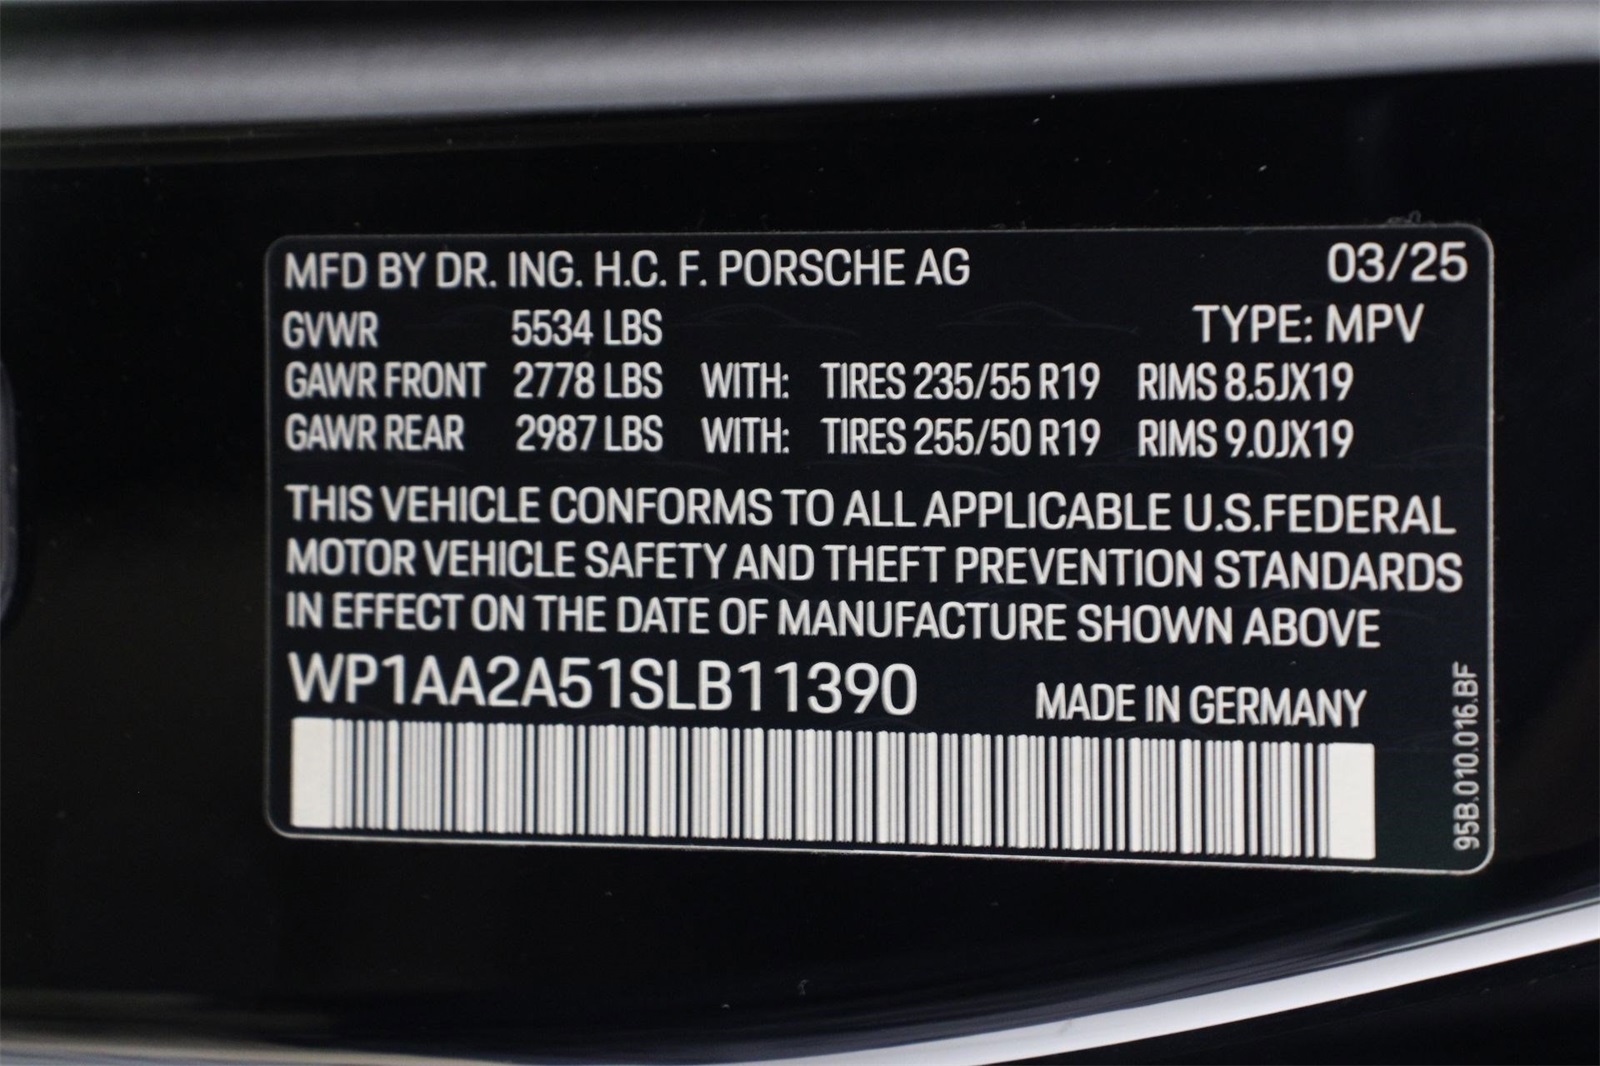 MFD BY DR. ING. H.C. F. PORSCHE AG 03/25
GVWR 5534 LBS TYPE: MPV
GAWR FRONT 2778 LBS WITH: TIRES 235/55 R19 RIMS 8.5JX19
GAWR REAR 2987 LBS WITH: TIRES 255/50 R19 RIMS 9.0JX19
THIS VEHICLE CONFORMS TO ALL APPLICABLE U.S.FEDERAL
MOTOR VEHICLE SAFETY AND THEFT PREVENTION STANDARDS
IN EFFECT ON THE DATE OF MANUFACTURE SHOWN ABOVE
WP1AA2A51SLB11390 MADE IN GERMANY
95B.010.016.BF